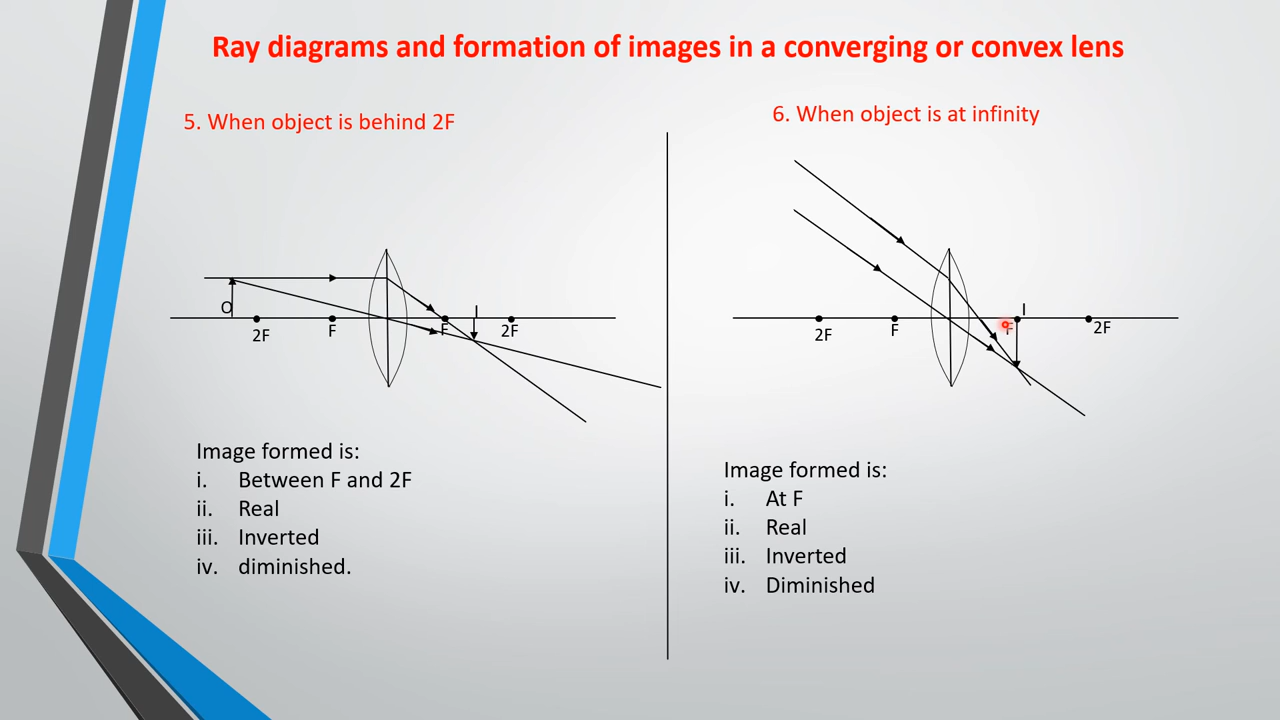 Ray diagrams and formation of images in a converging or convex lens
5. When object is behind 2F
O
2F
F
F
I
2F
Image formed is:
i. Between F and 2F
ii. Real
iii. Inverted
iv. diminished.
6. When object is at infinity
2F
F
F
I
2F
Image formed is:
i. At F
ii. Real
iii. Inverted
iv. Diminished